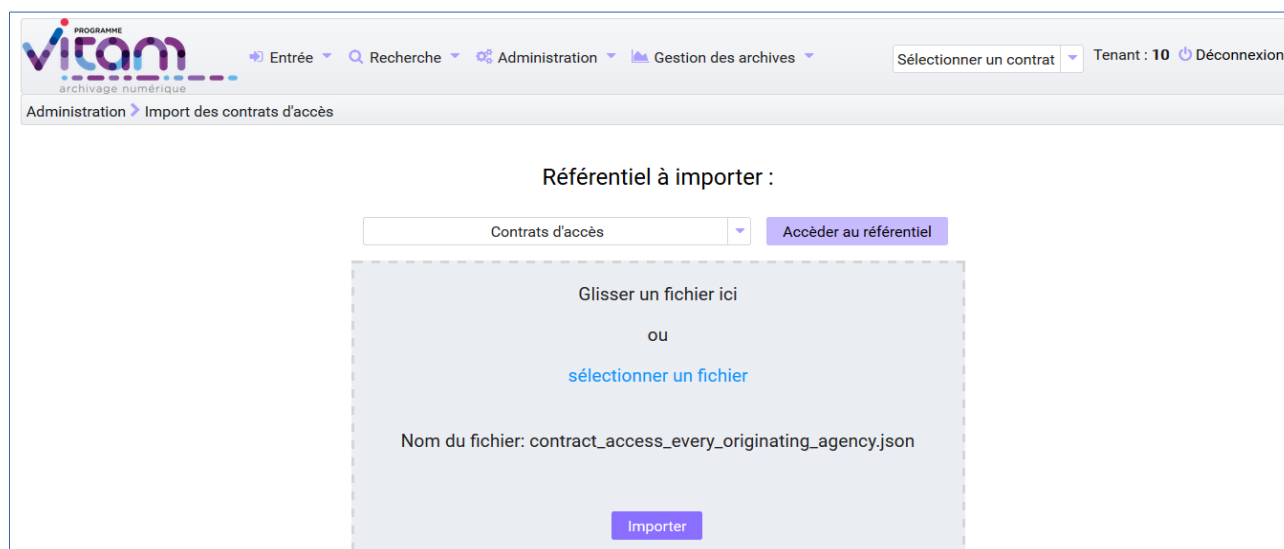 PROGRAMME
vitam
archivage numérique
Entrée Recherche Administration Gestion des archives Sélectionner un contrat Tenant : 10 Déconnexion
Administration Import des contrats d'accès
Référentiel à importer :
Contrats d'accès Accèder au référentiel
Glisser un fichier ici
ou
sélectionner un fichier
Nom du fichier: contract_access_every_originating_agency.json
Importer